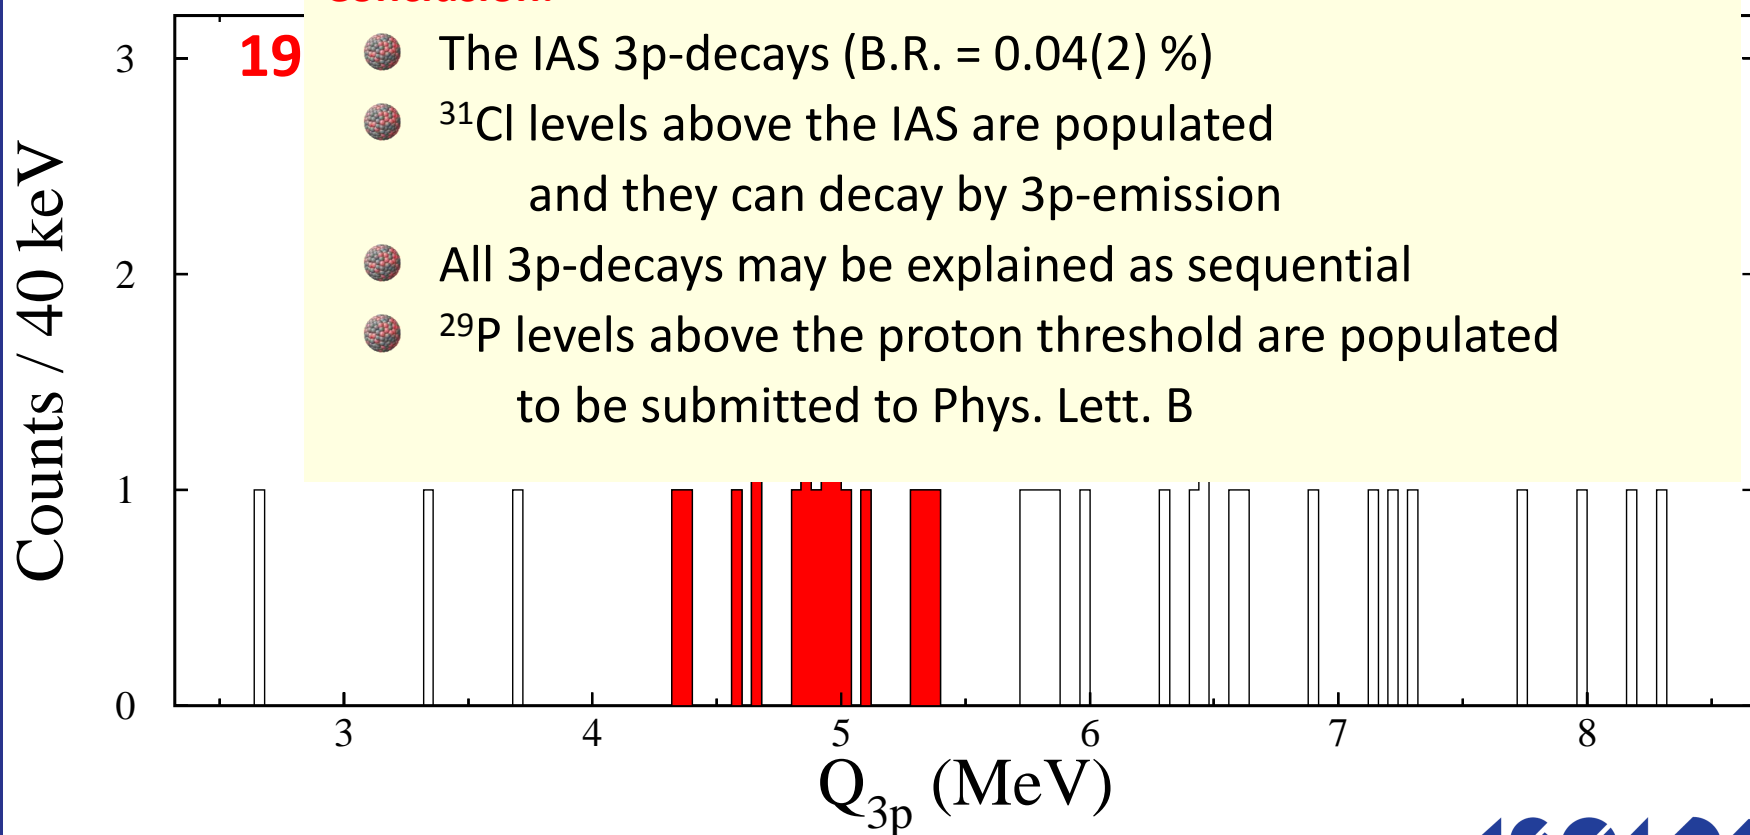 Conclusion:
3
19
The IAS 3p-decays (B.R. = 0.04(2) %)
³¹Cl levels above the IAS are populated
and they can decay by 3p-emission
2
All 3p-decays may be explained as sequential
²⁹P levels above the proton threshold are populated
to be submitted to Phys. Lett. B
1
0
Counts / 40 keV
3 4 5 6 7 8
Q₃ₚ (MeV)